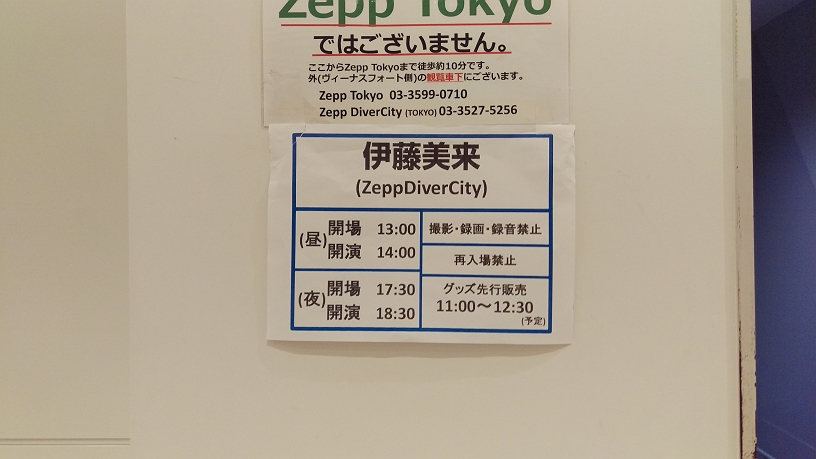 Zepp Tokyo
ではございません。
ここからZepp Tokyoまで徒歩約10分です。
外(ヴィーナスフォート側)の観覧車下にございます。
Zepp Tokyo 03-3599-0710
Zepp DiverCity (TOKYO) 03-3527-5256
伊藤美来
(ZeppDiverCity)
(昼)
開場 13:00
開演 14:00
撮影・録画・録音禁止
再入場禁止
(夜)
開場 17:30
開演 18:30
グッズ先行販売
11:00～12:30
(予定)